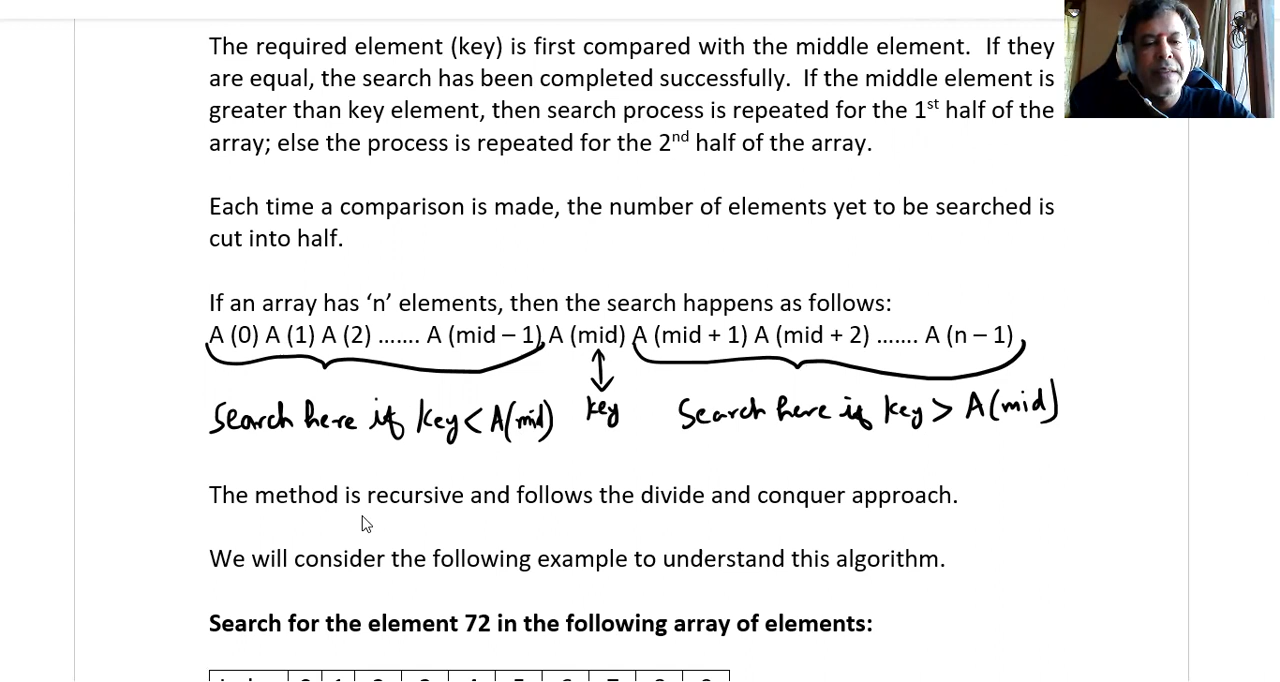 The required element (key) is first compared with the middle element. If they
are equal, the search has been completed successfully. If the middle element is
greater than key element, then search process is repeated for the 1st half of the
array; else the process is repeated for the 2nd half of the array.
Each time a comparison is made, the number of elements yet to be searched is
cut into half.
If an array has ‘n’ elements, then the search happens as follows:
A (0) A (1) A (2) ....... A (mid – 1) A (mid) A (mid + 1) A (mid + 2) ....... A (n – 1)
Search here if key < A(mid) key Search here if key > A(mid)
The method is recursive and follows the divide and conquer approach.
We will consider the following example to understand this algorithm.
Search for the element 72 in the following array of elements: